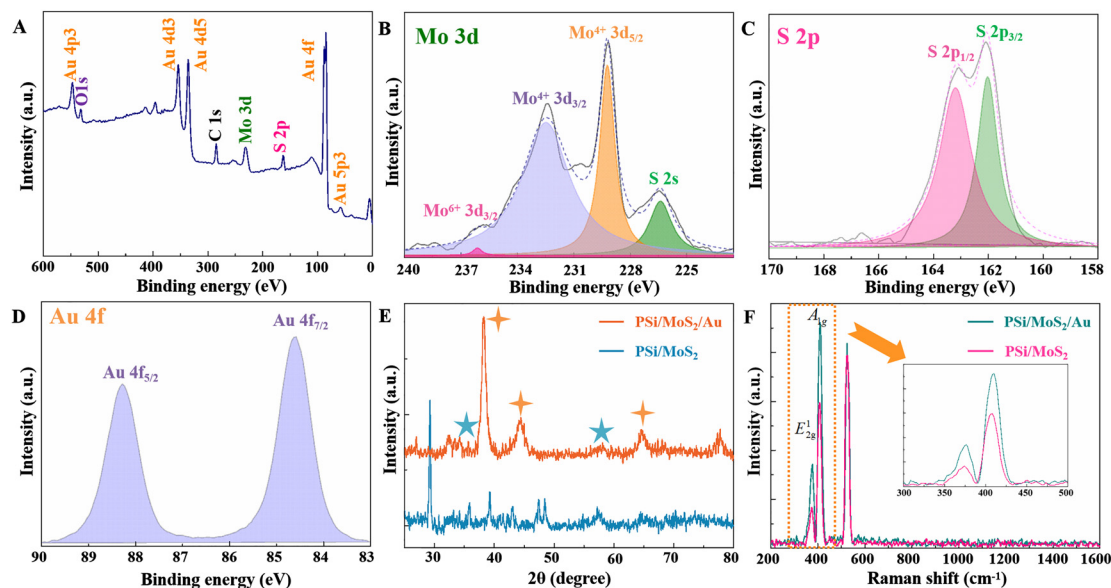 A
Au 4p3
O1s
Au 4d3
Au 4d5
C 1s
Mo 3d
S 2p
Au 4f
Au 5p3
Intensity (a.u.)
600 500 400 300 200 100 0
Binding energy (eV)
B
Mo 3d
Mo⁴⁺ 3d₅/₂
Mo⁴⁺ 3d₃/₂
S 2s
Mo⁶⁺ 3d₃/₂
Intensity (a.u.)
240 237 234 231 228 225
Binding energy (eV)
C
S 2p
S 2p₃/₂
S 2p₁/₂
Intensity (a.u.)
170 168 166 164 162 160 158
Binding energy (eV)
D
Au 4f
Au 4f₇/₂
Au 4f₅/₂
Intensity (a.u.)
90 89 88 87 86 85 84 83
Binding energy (eV)
E
PSi/MoS₂/Au
PSi/MoS₂
Intensity (a.u.)
30 40 50 60 70 80
2θ (degree)
F
A₁g
E¹₂g
PSi/MoS₂/Au
PSi/MoS₂
300 350 400 450 500
Intensity (a.u.)
200 400 600 800 1000 1200 1400 1600
Raman shift (cm⁻¹)